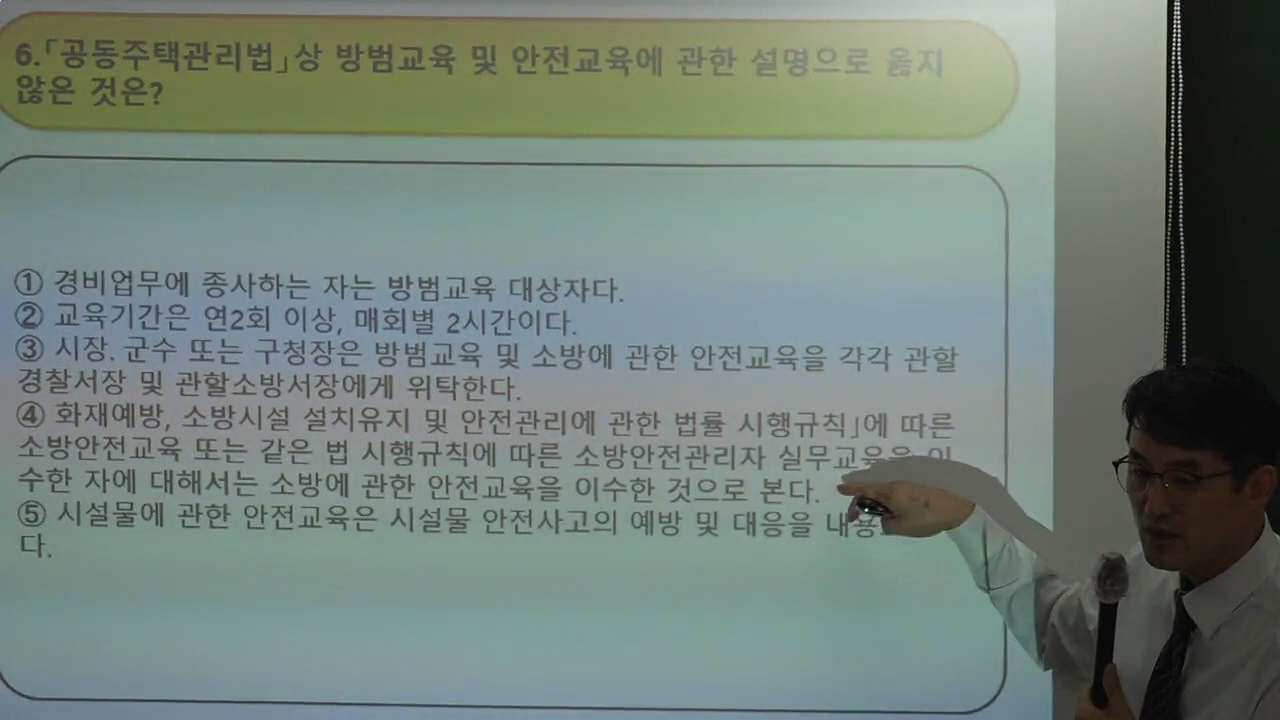 6.「공동주택관리법」상 방범교육 및 안전교육에 관한 설명으로 옳지
않은 것은?
① 경비업무에 종사하는 자는 방범교육 대상자다.
② 교육기간은 연2회 이상, 매회별 2시간이다.
③ 시장. 군수 또는 구청장은 방범교육 및 소방에 관한 안전교육을 각각 관할
경찰서장 및 관할소방서장에게 위탁한다.
④ 화재예방, 소방시설 설치유지 및 안전관리에 관한 법률 시행규칙」에 따른
소방안전교육 또는 같은 법 시행규칙에 따른 소방안전관리자 실무교육을
수한 자에 대해서는 소방에 관한 안전교육을 이수한 것으로 본다.
⑤ 시설물에 관한 안전교육은 시설물 안전사고의 예방 및 대응을
다.